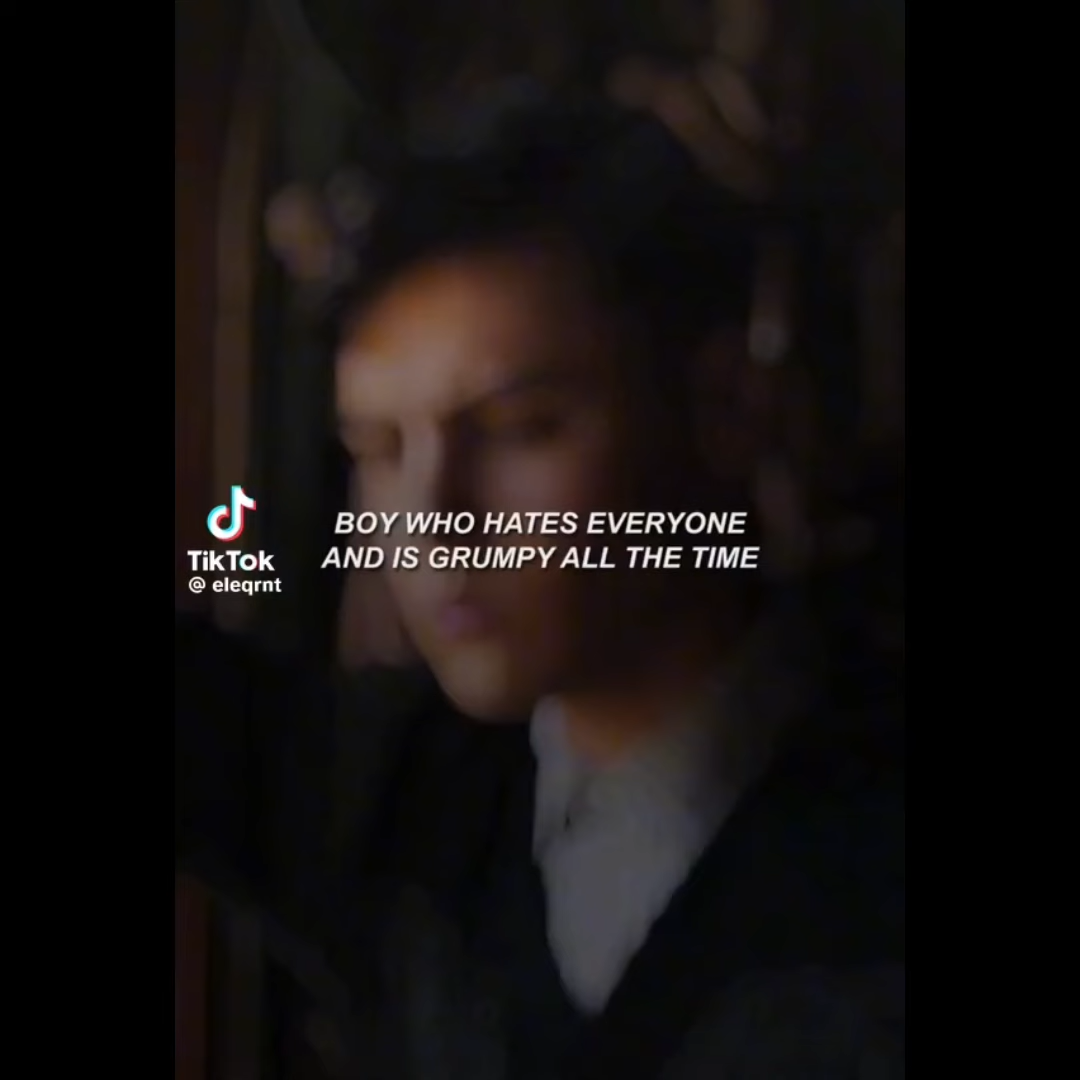 BOY WHO HATES EVERYONE
AND IS GRUMPY ALL THE TIME
TikTok
@ eleqrnt